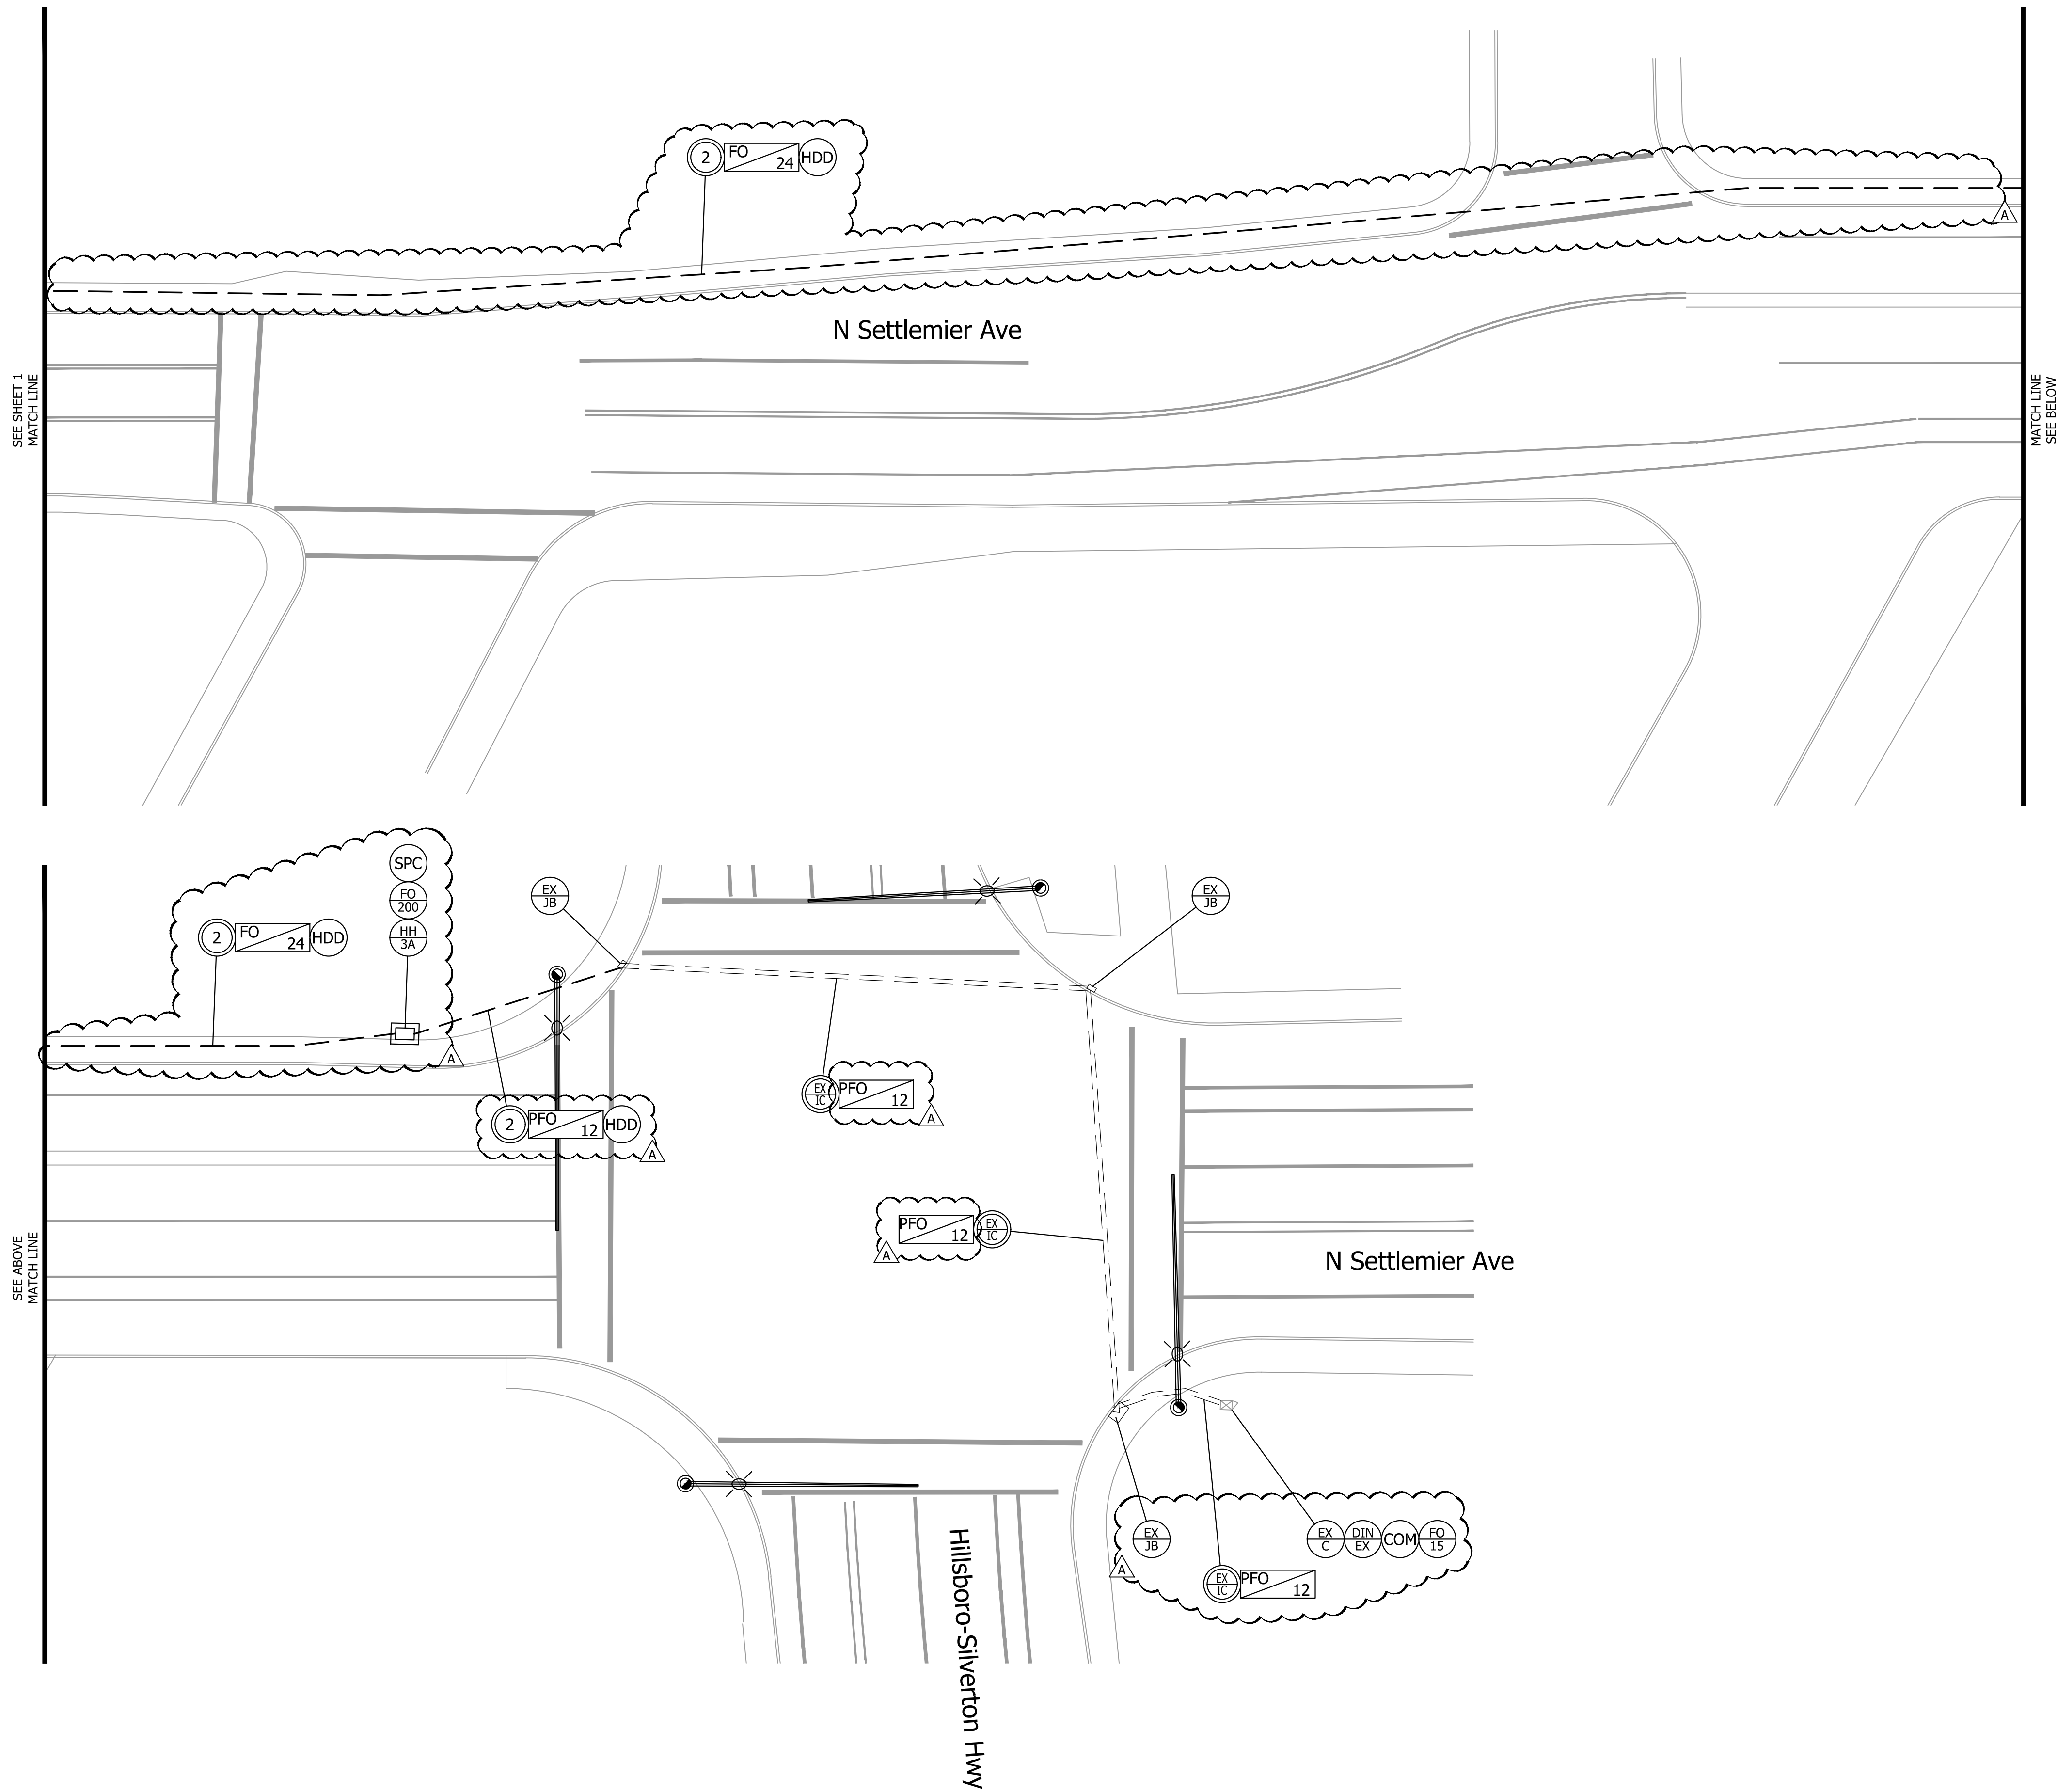 2
FO
24
HDD
A
N Settlemier Ave
SEE SHEET 1
MATCH LINE
MATCH LINE
SEE BELOW
SPC
FO
200
HH
3A
2
FO
24
HDD
A
EX
JB
EX
JB
EX
IC
PFO
12
A
2
PFO
12
HDD
A
PFO
12
EX
IC
A
SEE ABOVE
MATCH LINE
N Settlemier Ave
EX
JB
EX
C
DIN
EX
COM
FO
15
A
EX
IC
PFO
12
Hillsboro-Silverton Hwy